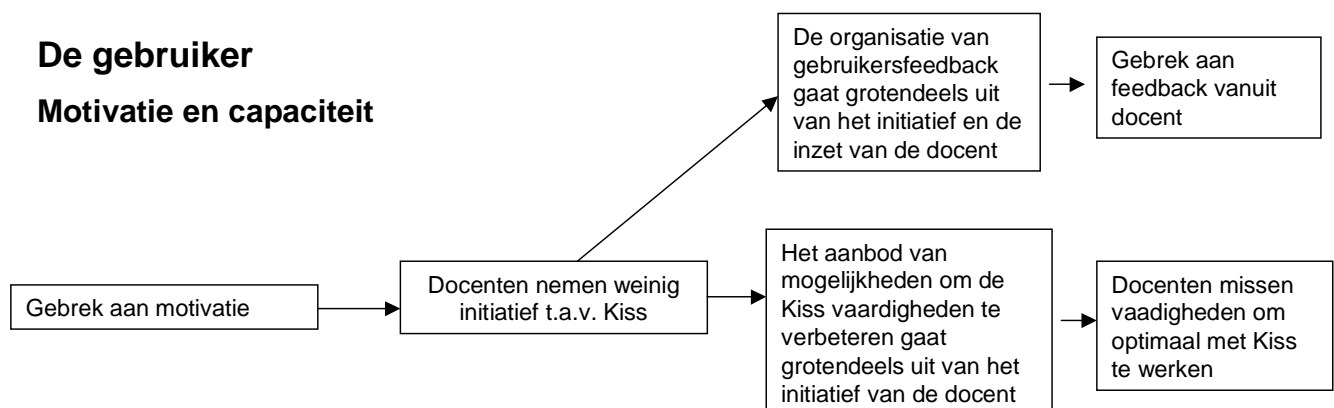 De gebruiker
Motivatie en capaciteit
De organisatie van
gebruikersfeedback
gaat grotendeels uit
van het initiatief en de
inzet van de docent
Gebrek aan
feedback vanuit
docent
Gebrek aan motivatie
Docenten nemen weinig
initiatief t.a.v. Kiss
Het aanbod van
mogelijkheden om de
Kiss vaardigheden te
verbeteren gaat
grotendeels uit van het
initiatief van de docent
Docenten missen
vaadigheden om
optimaal met Kiss
te werken